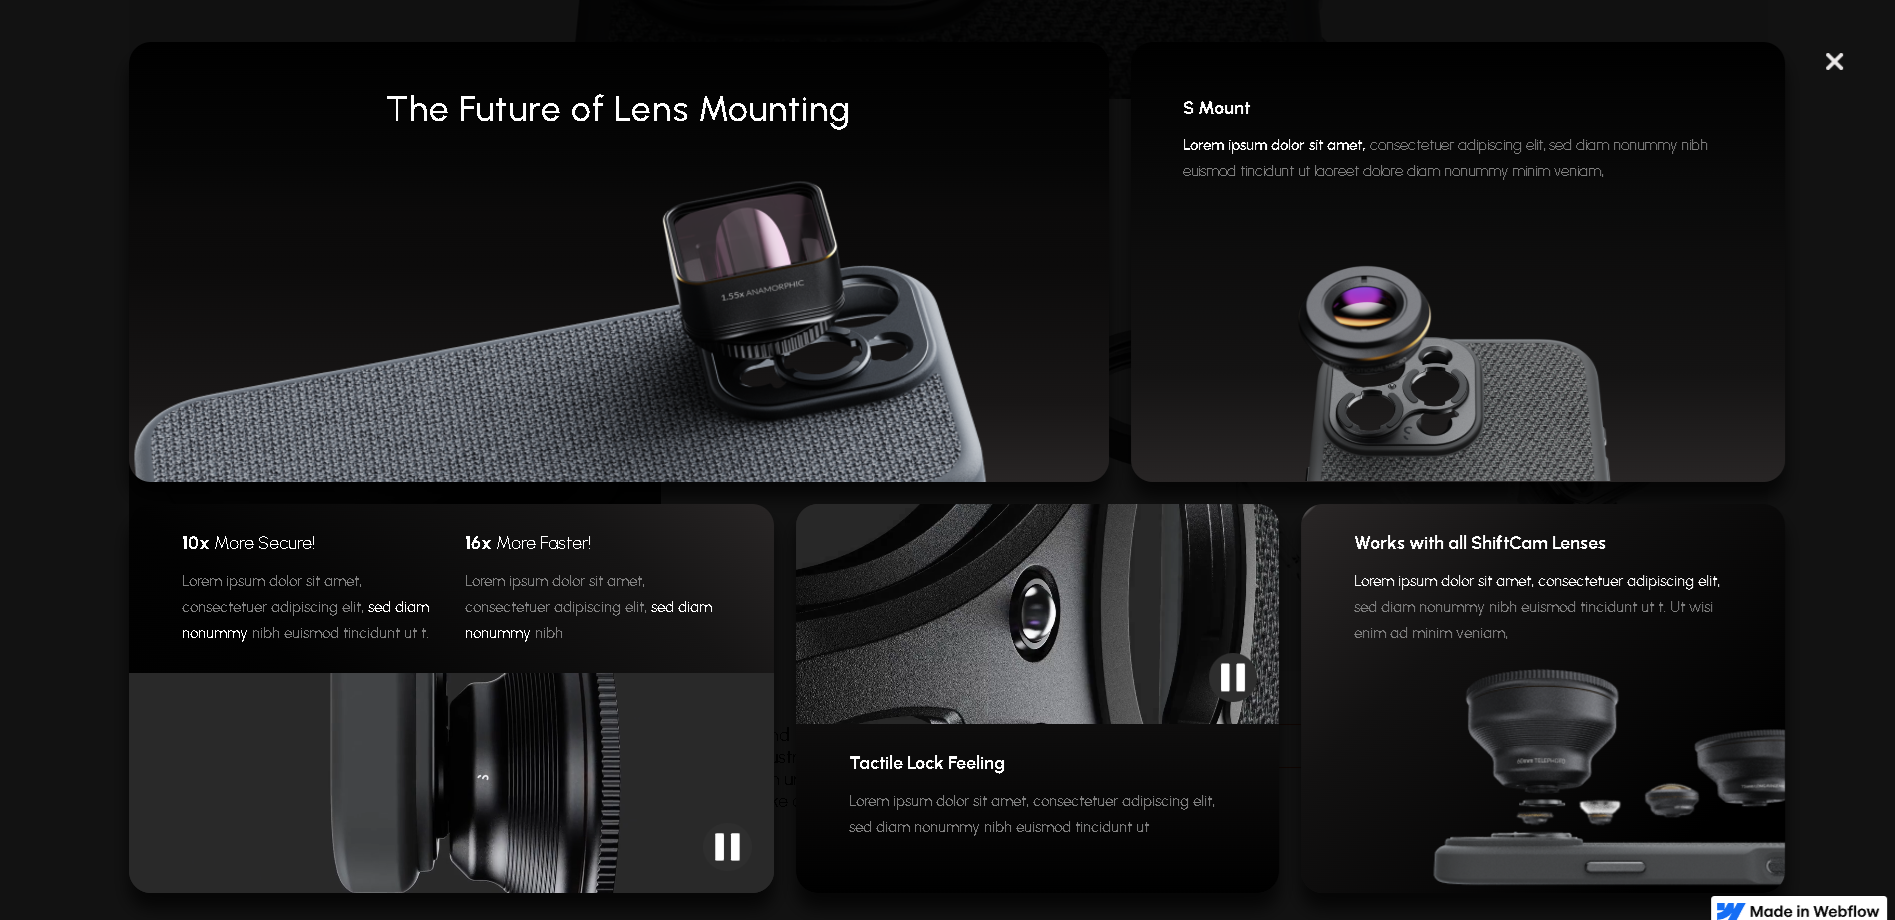 The Future of Lens Mounting
1.55x ANAMORPHIC
S Mount
Lorem ipsum dolor sit amet, consectetuer adipiscing elit, sed diam nonummy nibh
euismod tincidunt ut laoreet dolore diam nonummy minim veniam,
10x More Secure!
Lorem ipsum dolor sit amet,
consectetuer adipiscing elit, sed diam
nonummy nibh euismod tincidunt ut t.
16x More Faster!
Lorem ipsum dolor sit amet,
consectetuer adipiscing elit, sed diam
nonummy nibh
Tactile Lock Feeling
Lorem ipsum dolor sit amet, consectetuer adipiscing elit,
sed diam nonummy nibh euismod tincidunt ut
Works with all ShiftCam Lenses
Lorem ipsum dolor sit amet, consectetuer adipiscing elit,
sed diam nonummy nibh euismod tincidunt ut t. Ut wisi
enim ad minim veniam,
TELEPHOTO
Made in Webflow